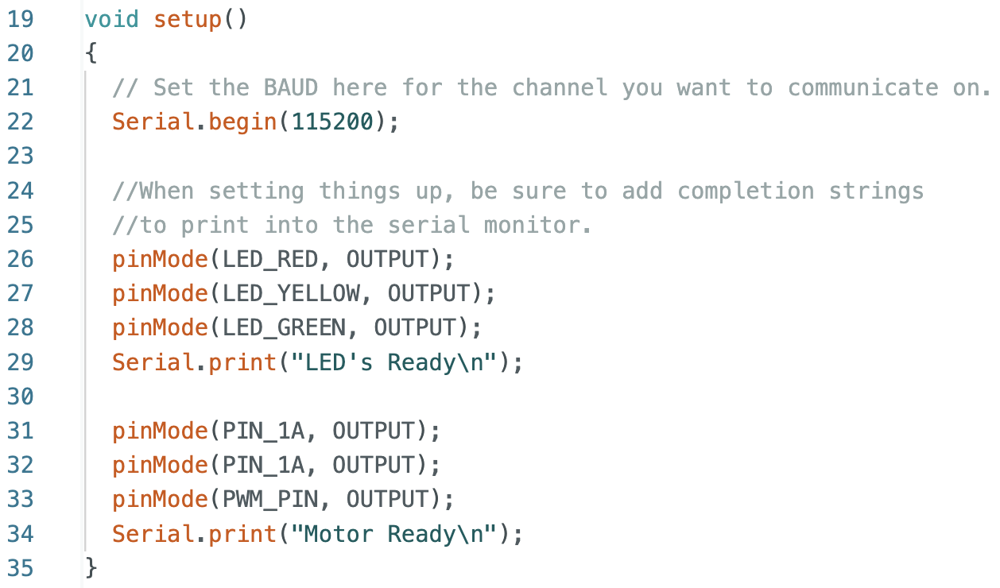 19 void setup()
20 {
21 // Set the BAUD here for the channel you want to communicate on.
22 Serial.begin(115200);
23
24 //When setting things up, be sure to add completion strings
25 //to print into the serial monitor.
26 pinMode(LED_RED, OUTPUT);
27 pinMode(LED_YELLOW, OUTPUT);
28 pinMode(LED_GREEN, OUTPUT);
29 Serial.print("LED's Ready\n");
30
31 pinMode(PIN_1A, OUTPUT);
32 pinMode(PIN_1A, OUTPUT);
33 pinMode(PWM_PIN, OUTPUT);
34 Serial.print("Motor Ready\n");
35 }